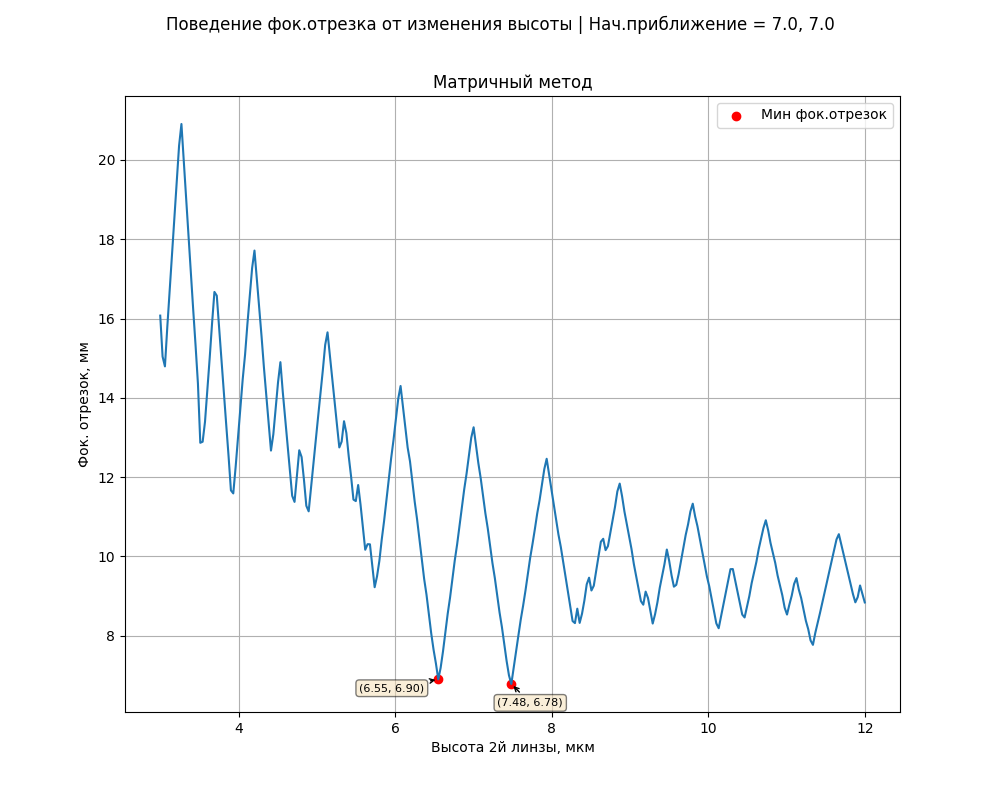 Поведение фок.отрезка от изменения высоты | Нач.приближение = 7.0, 7.0
Матричный метод
Мин фок.отрезок
20
18
16
14
12
10
8
Фок. отрезок, мм
(6.55, 6.90)
(7.48, 6.78)
4
6
8
10
12
Высота 2й линзы, мкм